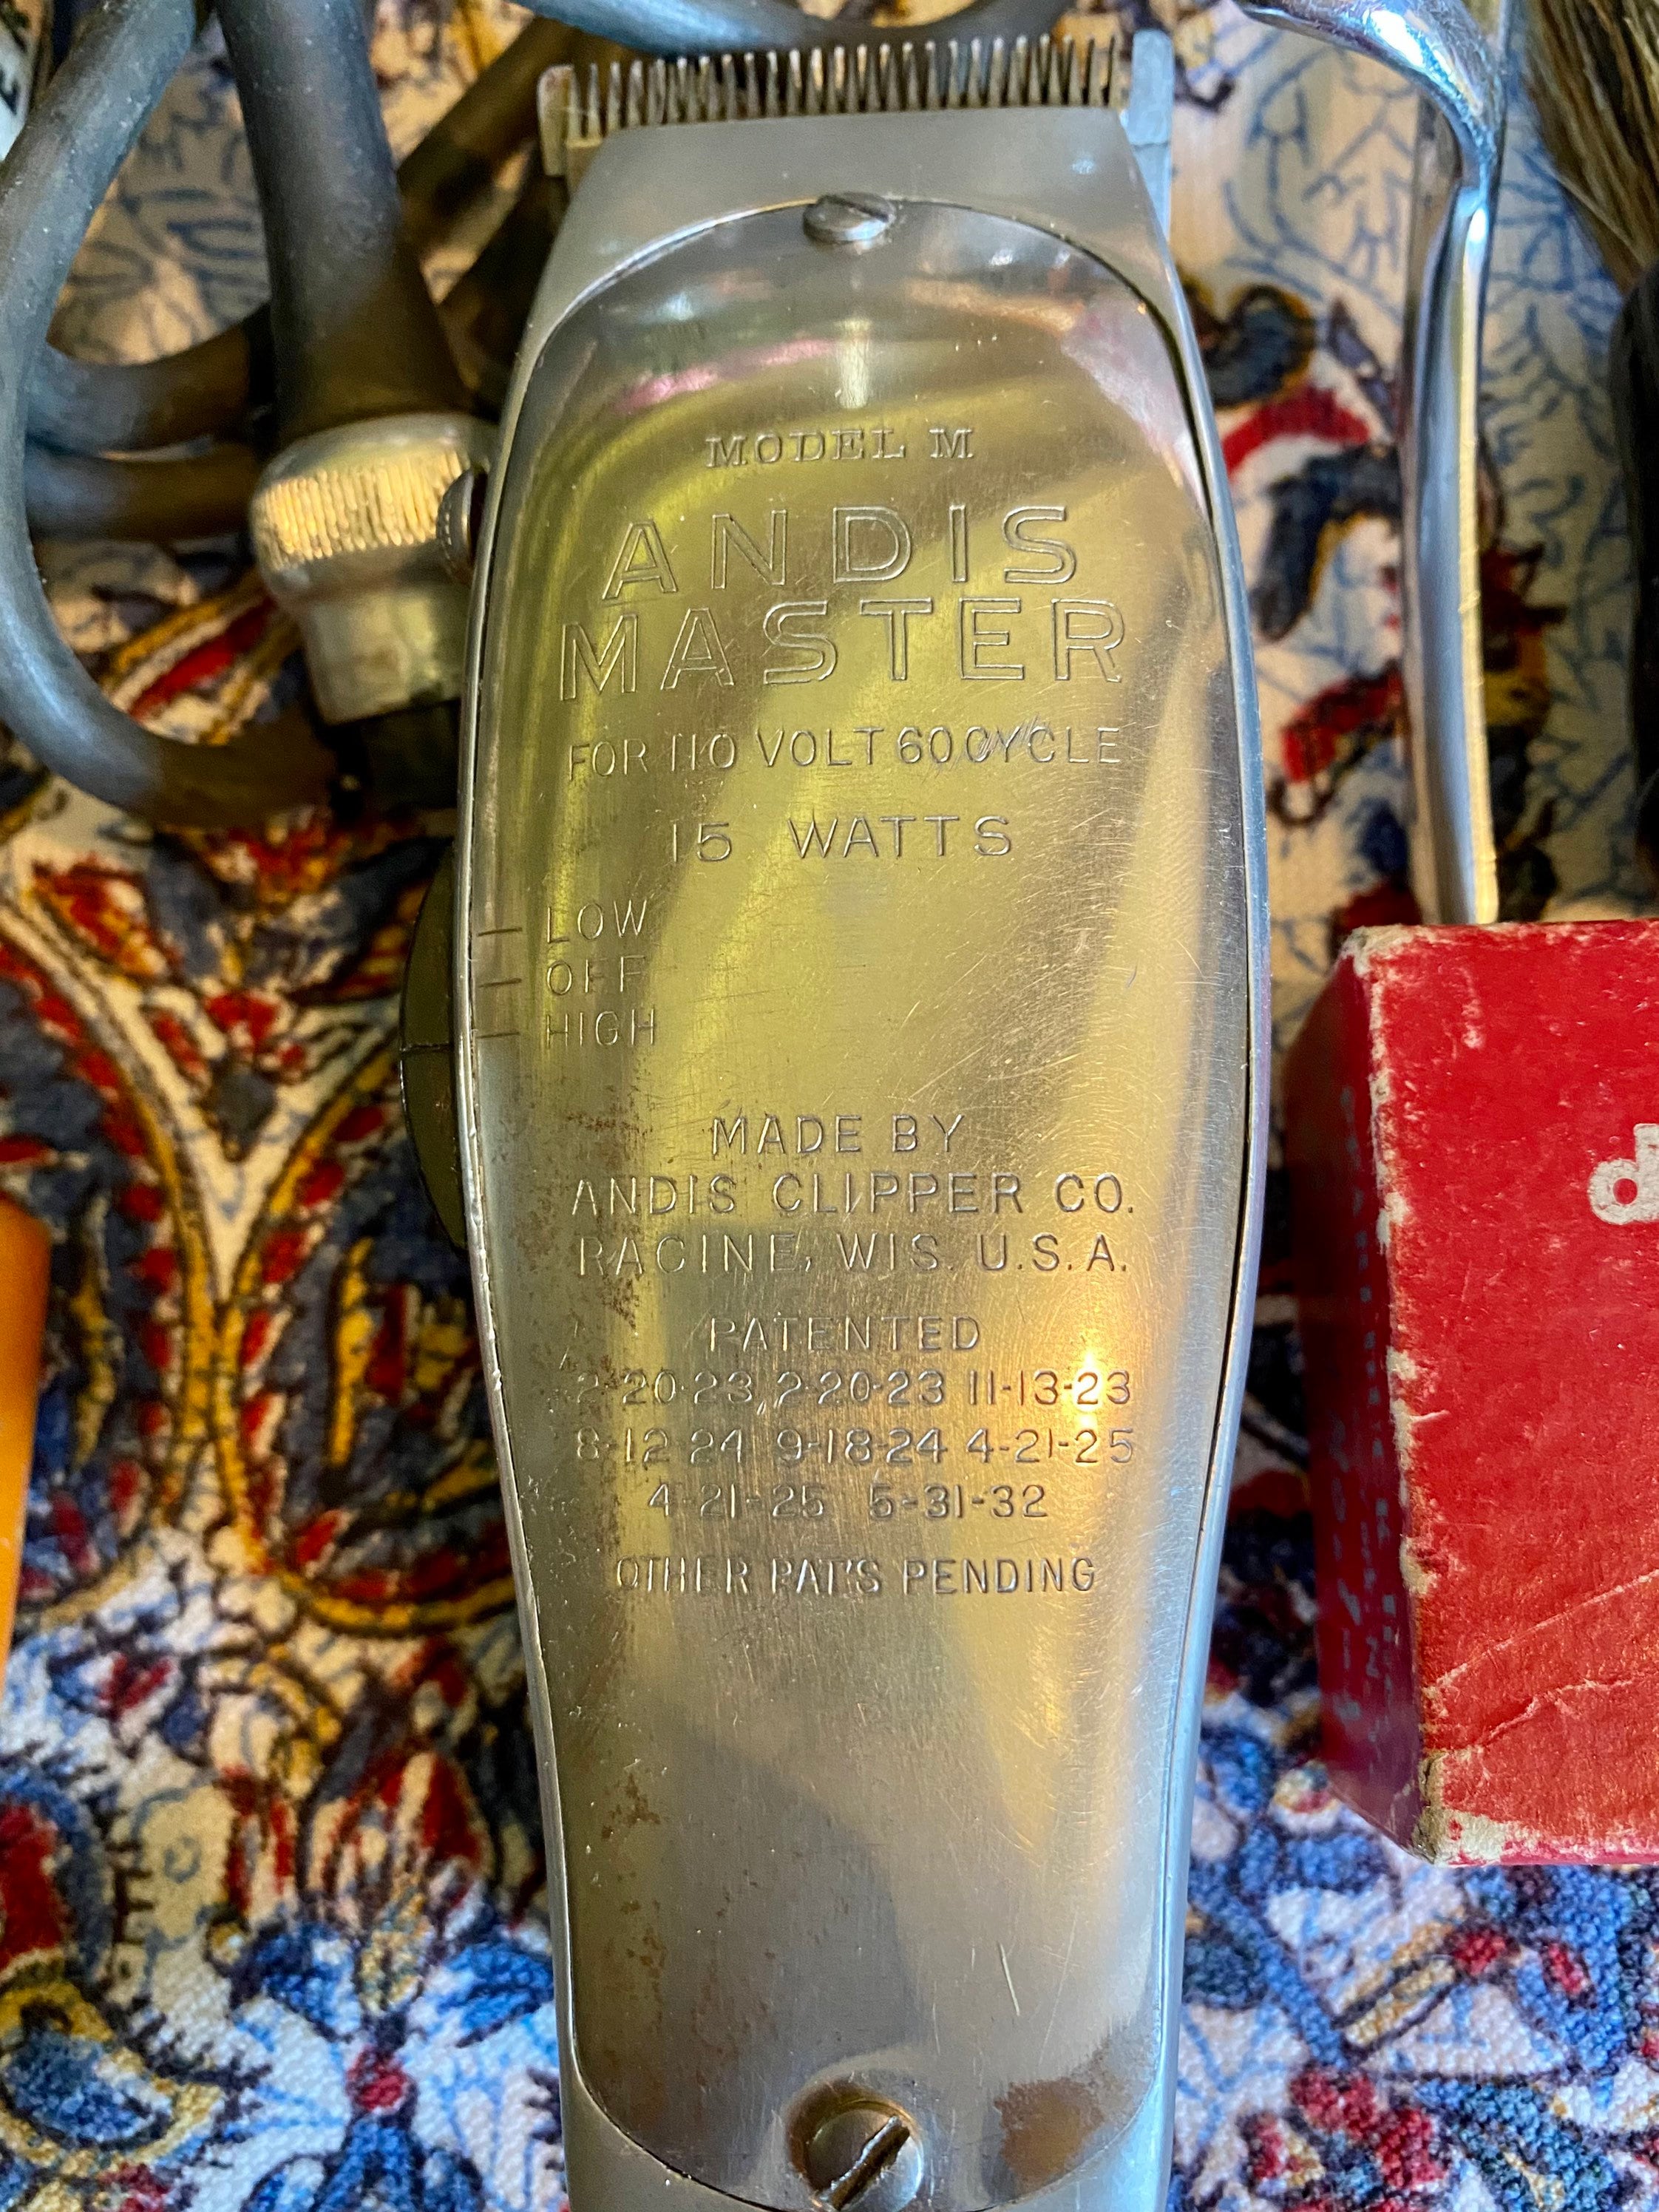 MODEL M
ANDIS
MASTER
FOR 110 VOLT 60 CYCLE
15 WATTS
LOW
OFF
HIGH
MADE BY
ANDIS CLIPPER CO.
RACINE, WIS. U.S.A.
PATENTED
2-20-23, 2-20-23 11-13-23
8-12-24 9-18-24 4-21-25
4-21-25 5-31-32
OTHER PAT'S PENDING
d